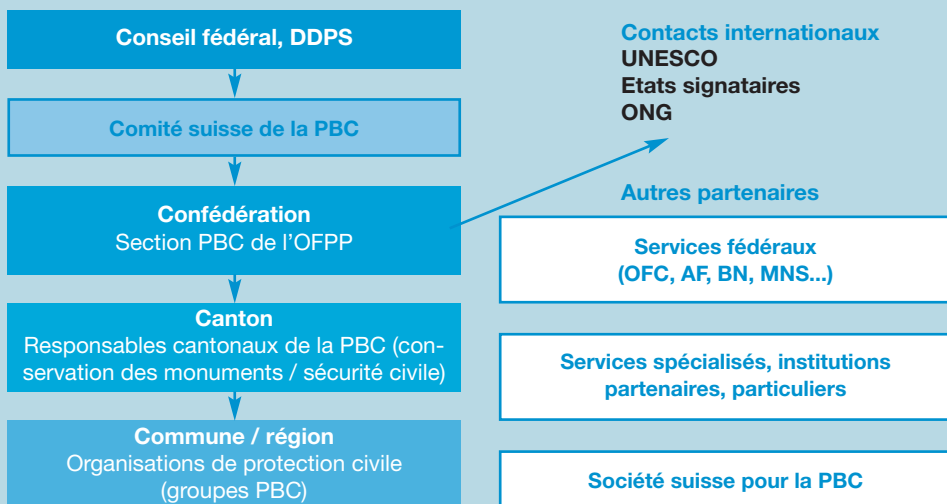 Conseil fédéral, DDPS
Comité suisse de la PBC
Confédération
Section PBC de l'OFPP
Canton
Responsables cantonaux de la PBC (con-
servation des monuments / sécurité civile)
Commune / région
Organisations de protection civile
(groupes PBC)
Contacts internationaux
UNESCO
Etats signataires
ONG
Autres partenaires
Services fédéraux
(OFC, AF, BN, MNS...)
Services spécialisés, institutions
partenaires, particuliers
Société suisse pour la PBC